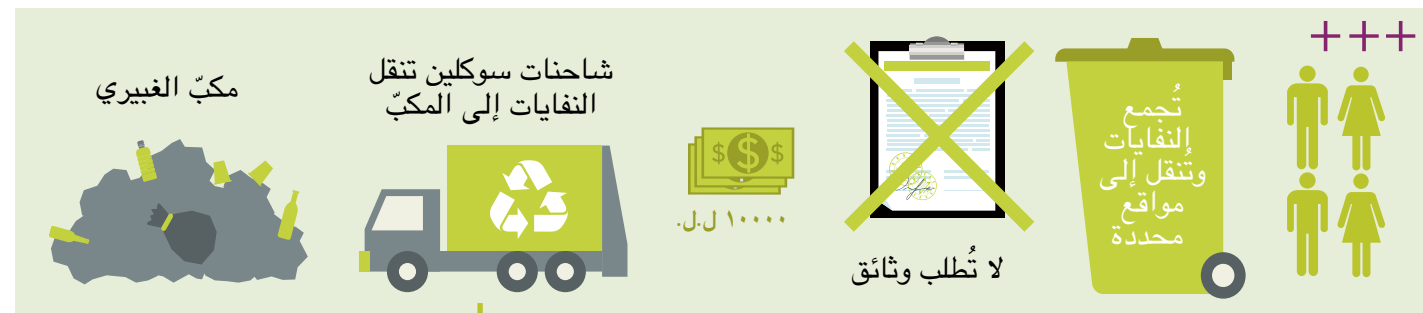 +++
تُجمع
النفايات
وتُنقل إلى
مواقع
محددة
لا تُطلب وثائق
١٠٠٠٠ ل.ل.
شاحنات سوكلين تنقل
النفايات إلى المكبّ
مكبّ الغبيري